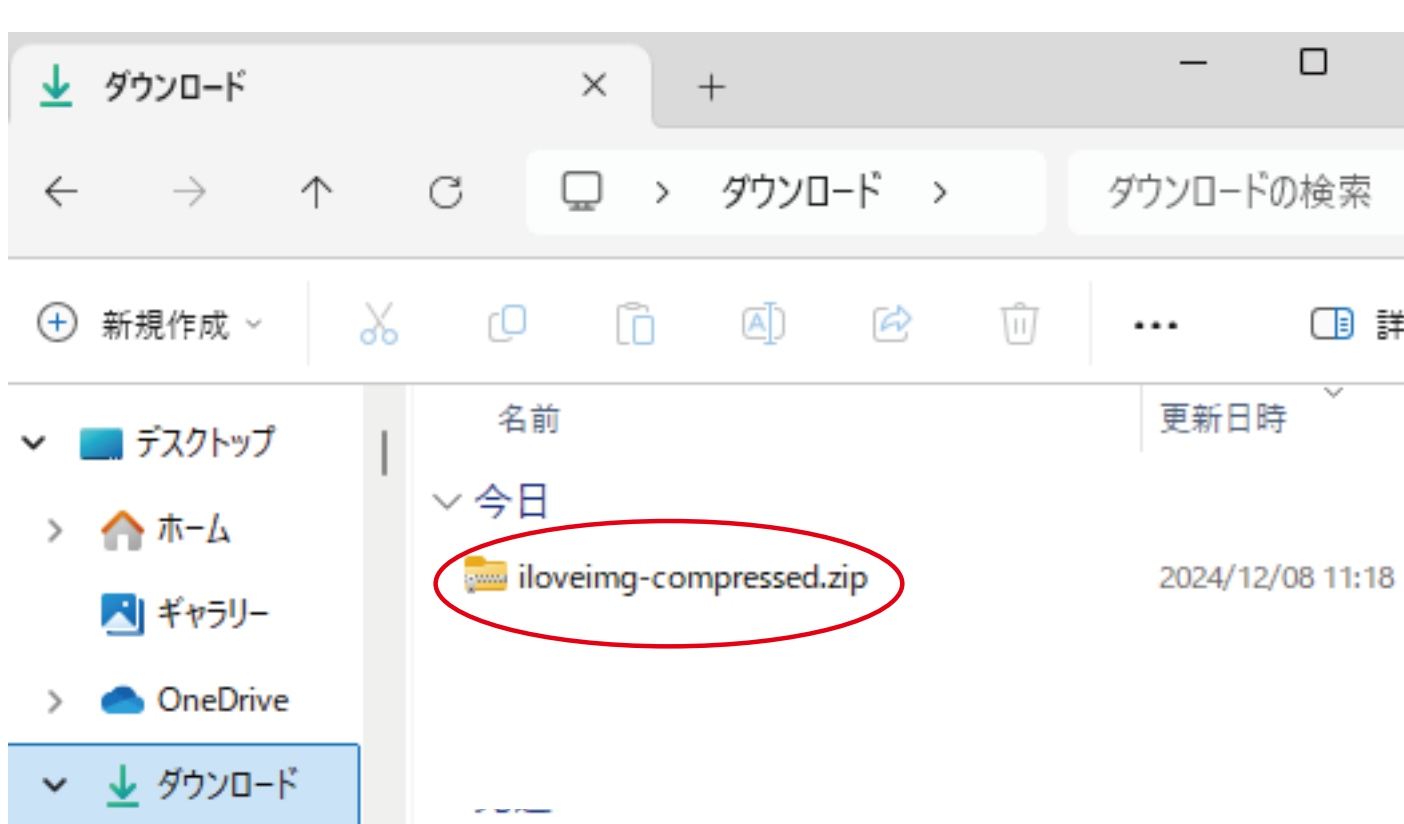 ダウンロード
ダウンロード
ダウンロードの検索
新規作成
名前
更新日時
デスクトップ
今日
ホーム
iloveimg-compressed.zip
2024/12/08 11:18
ギャラリー
OneDrive
ダウンロード